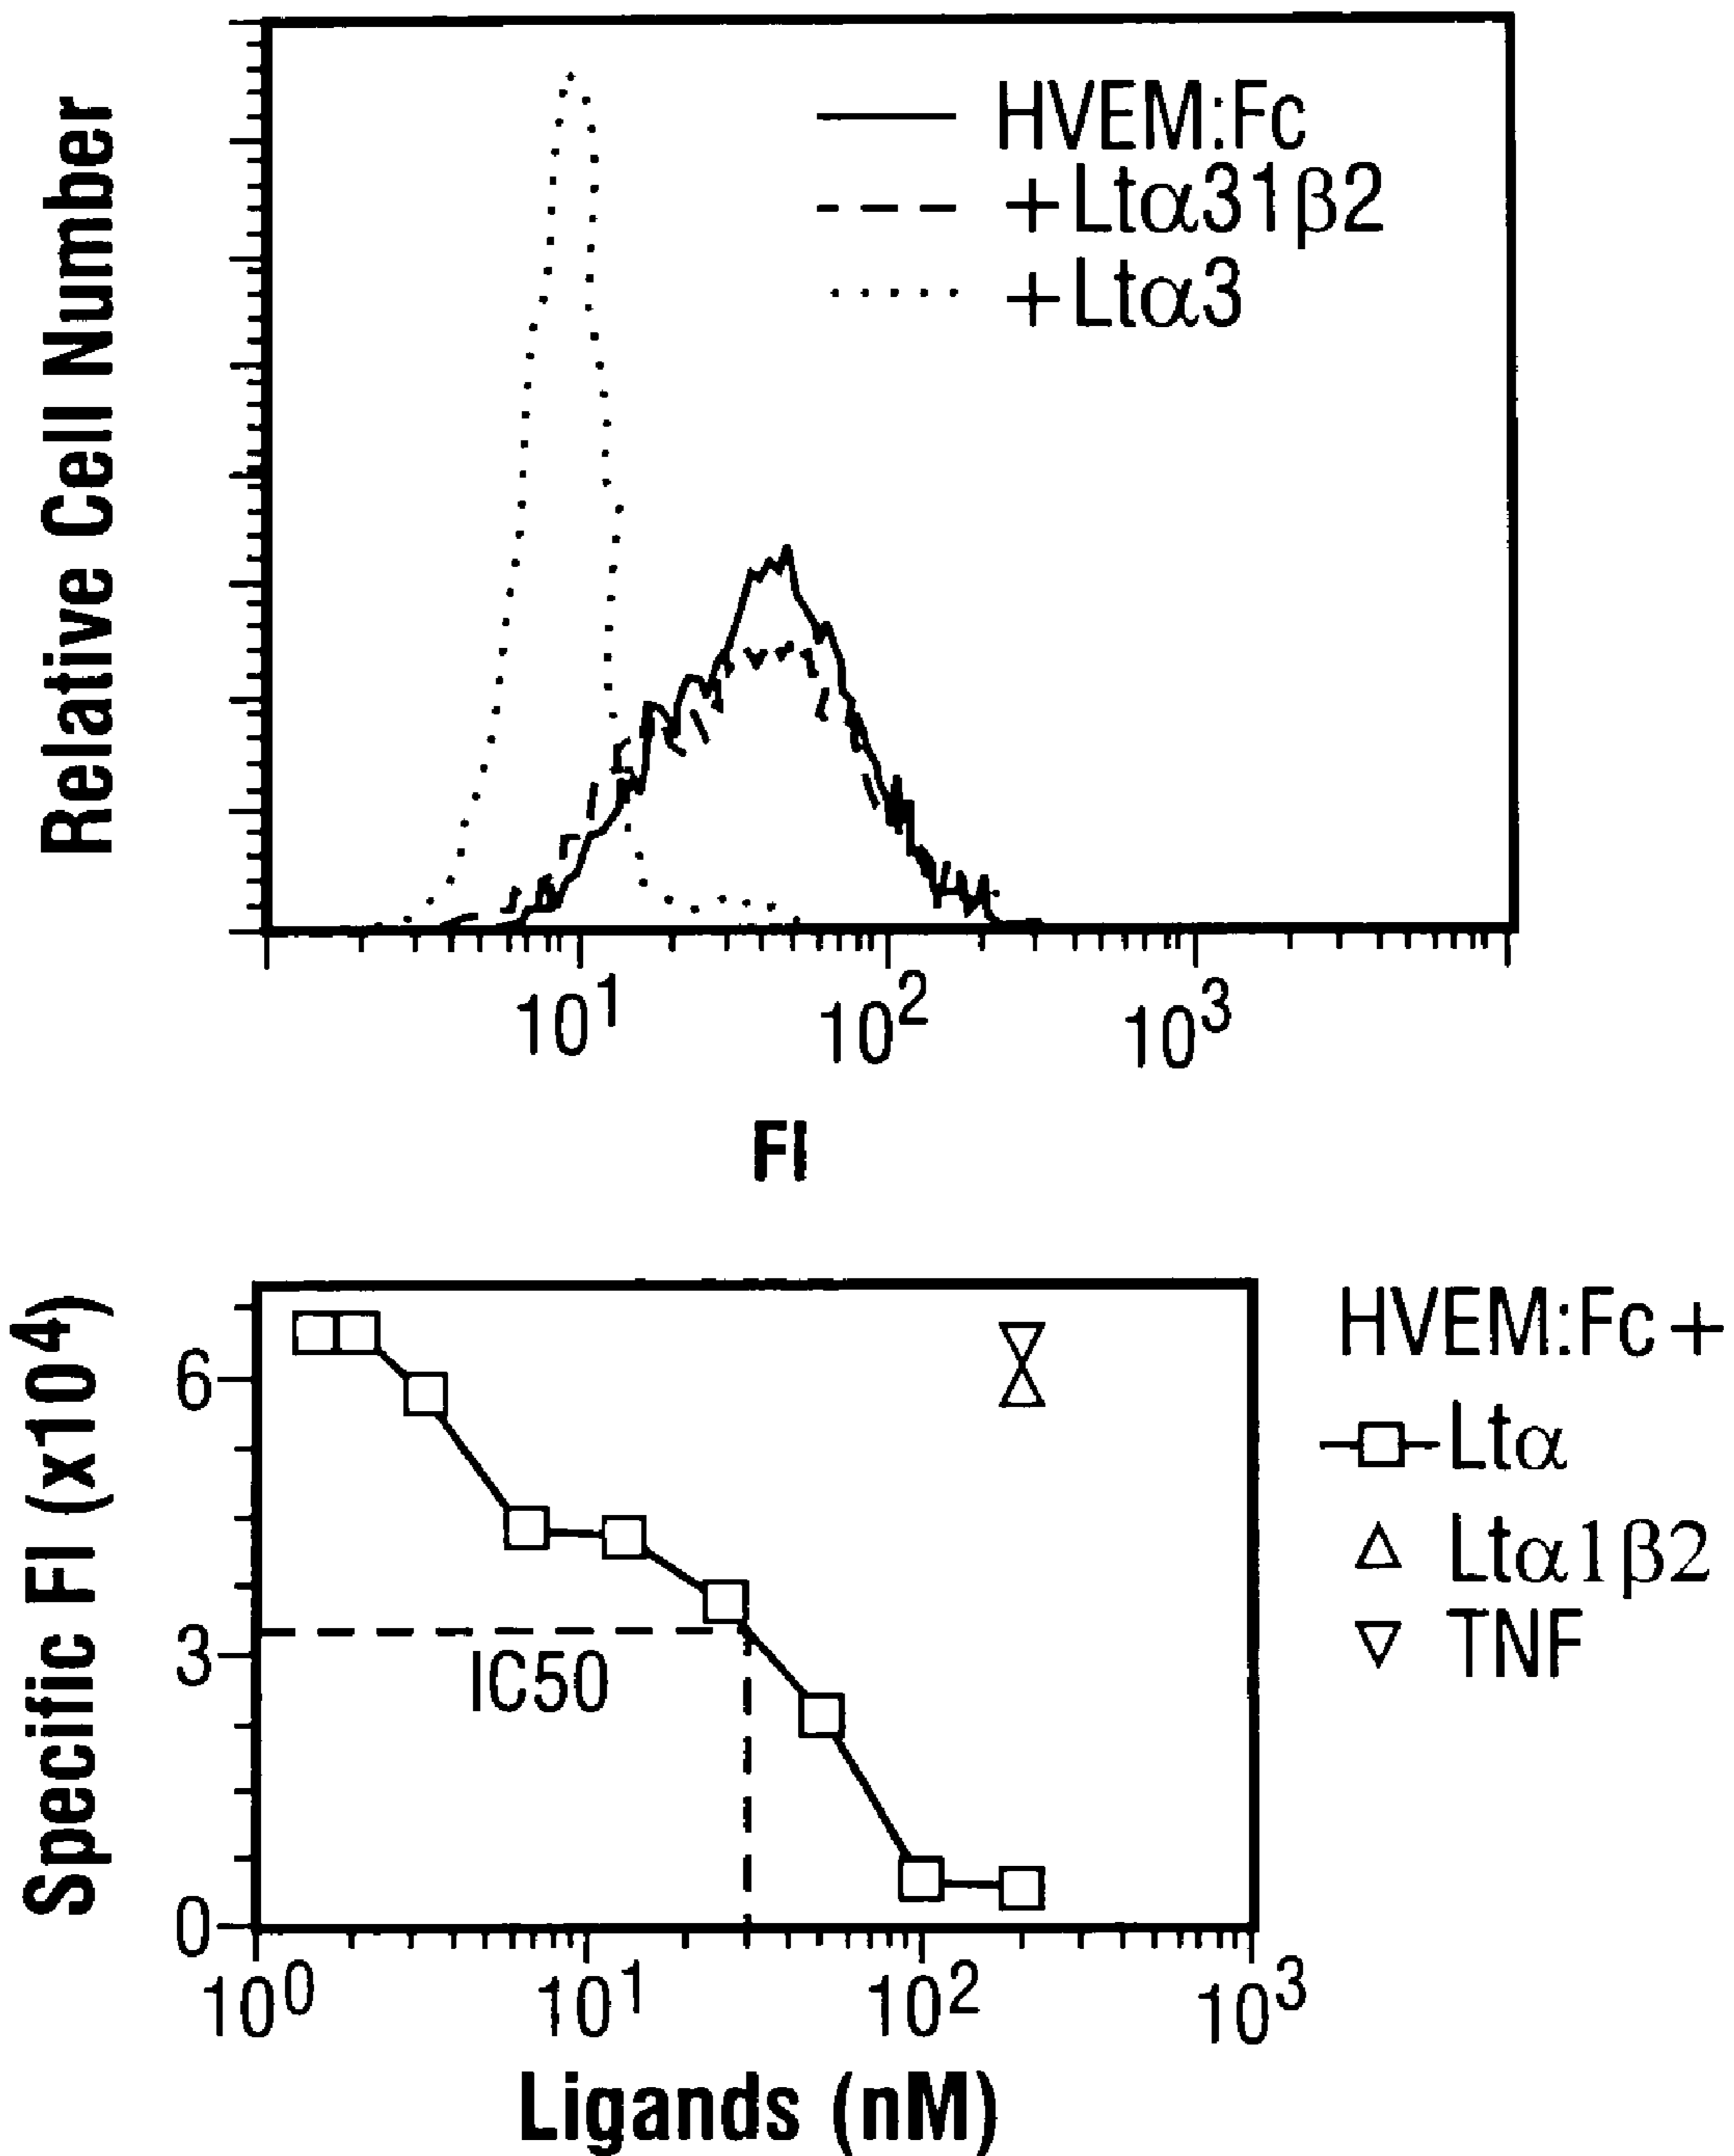 Relative Cell Number
HVEM:Fc
+Ltα31β2
+Ltα3
10¹ 10² 10³
FI
Specific FI (x10⁴)
6
3
0
IC50
10⁰ 10¹ 10² 10³
Ligands (nM)
HVEM:Fc +
Ltα
Ltα1β2
TNF